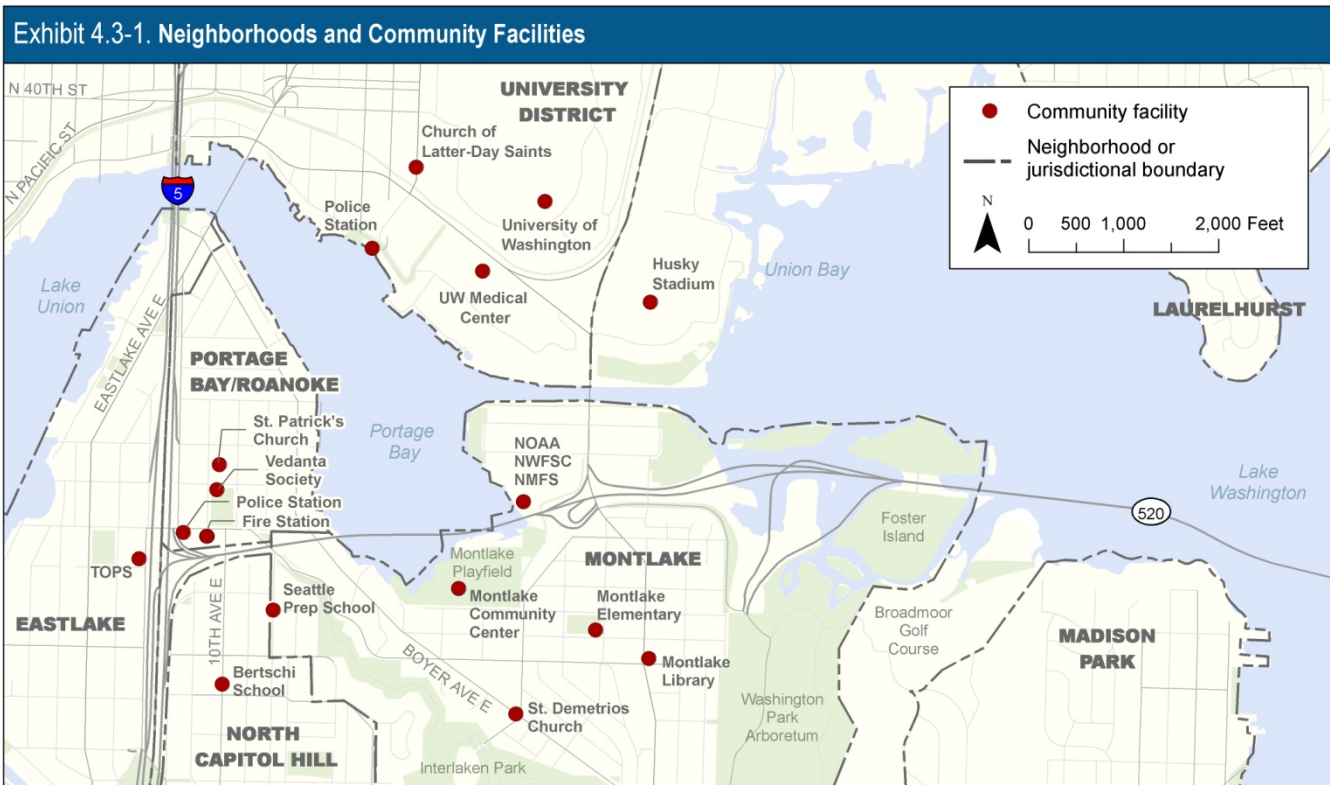 Exhibit 4.3-1. Neighborhoods and Community Facilities
N 40TH ST
N PACIFIC ST
5
UNIVERSITY
DISTRICT
Church of
Latter-Day Saints
Police
Station
University of
Washington
UW Medical
Center
Husky
Stadium
Union Bay
Community facility
Neighborhood or
jurisdictional boundary
N
0 500 1,000 2,000 Feet
LAURELHURST
Lake
Union
EASTLAKE AVE E
PORTAGE
BAY/ROANOKE
St. Patrick's
Church
Vedanta
Society
Police Station
Fire Station
Portage
Bay
NOAA
NWFSC
NMFS
Lake
Washington
520
Foster
Island
TOPS
EASTLAKE
10TH AVE E
Seattle
Prep School
Bertschi
School
NORTH
CAPITOL HILL
Montlake
Playfield
Montlake
Community
Center
MONTLAKE
Montlake
Elementary
Montlake
Library
BOYER AVE E
St. Demetrios
Church
Interlaken Park
Washington
Park
Arboretum
Broadmoor
Golf
Course
MADISON
PARK